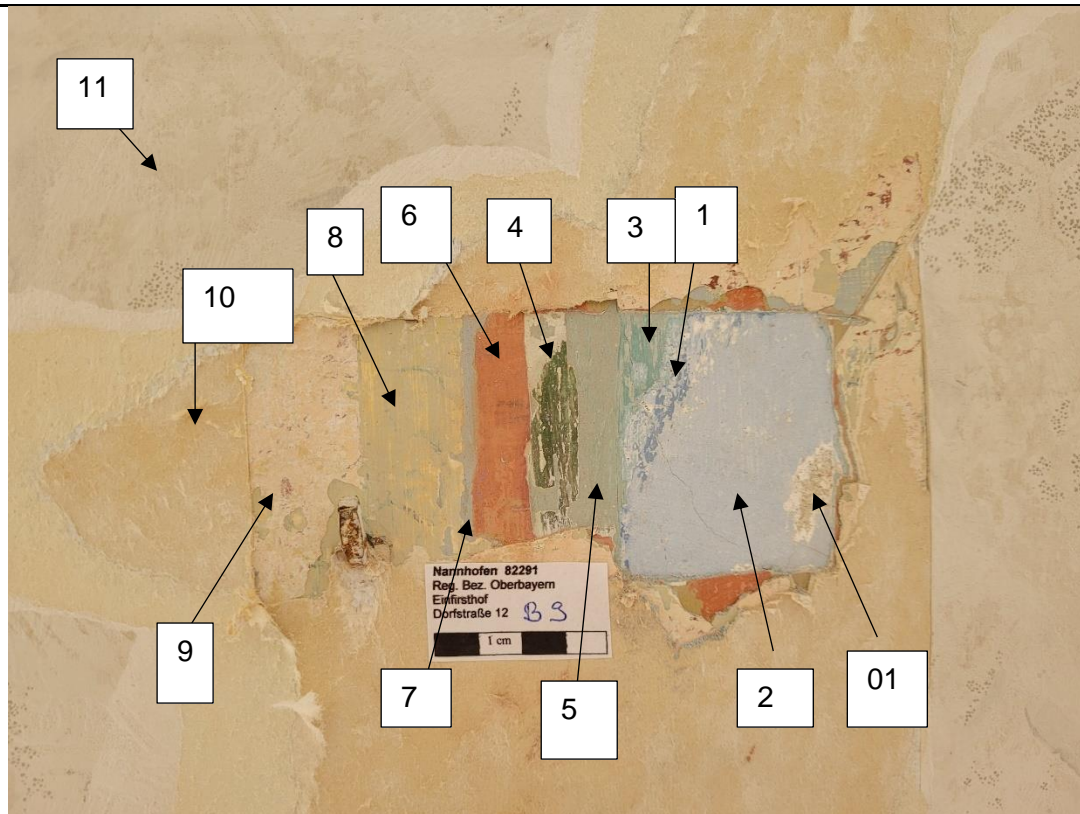 11
6
4
3
1
8
10
Nannhofen 82291
Reg. Bez. Oberbayern
Einfirsthof
Dorfstraße 12 B9
1 cm
9
7
5
2
01